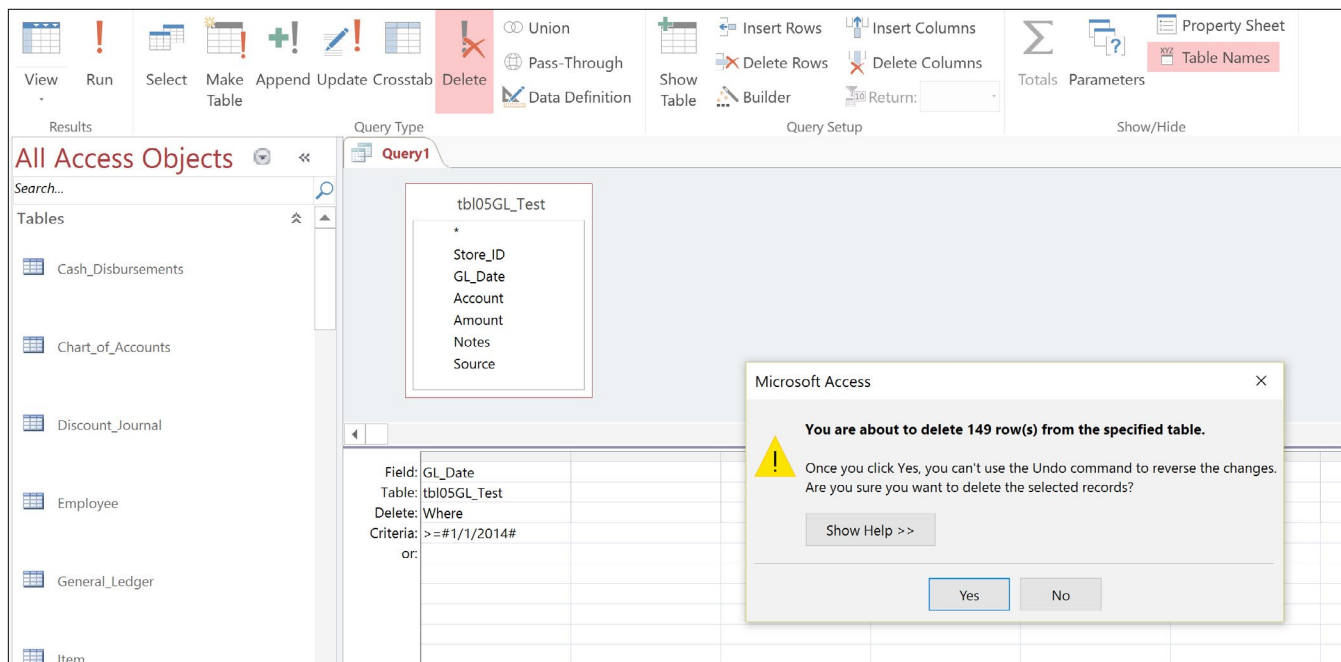 View
Run
Select
Make
Table
Append
Update
Crosstab
Delete
Union
Pass-Through
Data Definition
Show
Table
Insert Rows
Delete Rows
Builder
Insert Columns
Delete Columns
Return:
Totals
Parameters
Property Sheet
XYZ Table Names
Results
Query Type
Query Setup
Show/Hide
All Access Objects
Search...
Tables
Cash_Disbursements
Chart_of_Accounts
Discount_Journal
Employee
General_Ledger
Item
Query1
tbl05GL_Test
*
Store_ID
GL_Date
Account
Amount
Notes
Source
Field: GL_Date
Table: tbl05GL_Test
Delete: Where
Criteria: >=#1/1/2014#
or:
Microsoft Access
You are about to delete 149 row(s) from the specified table.
Once you click Yes, you can't use the Undo command to reverse the changes.
Are you sure you want to delete the selected records?
Show Help >>
Yes
No